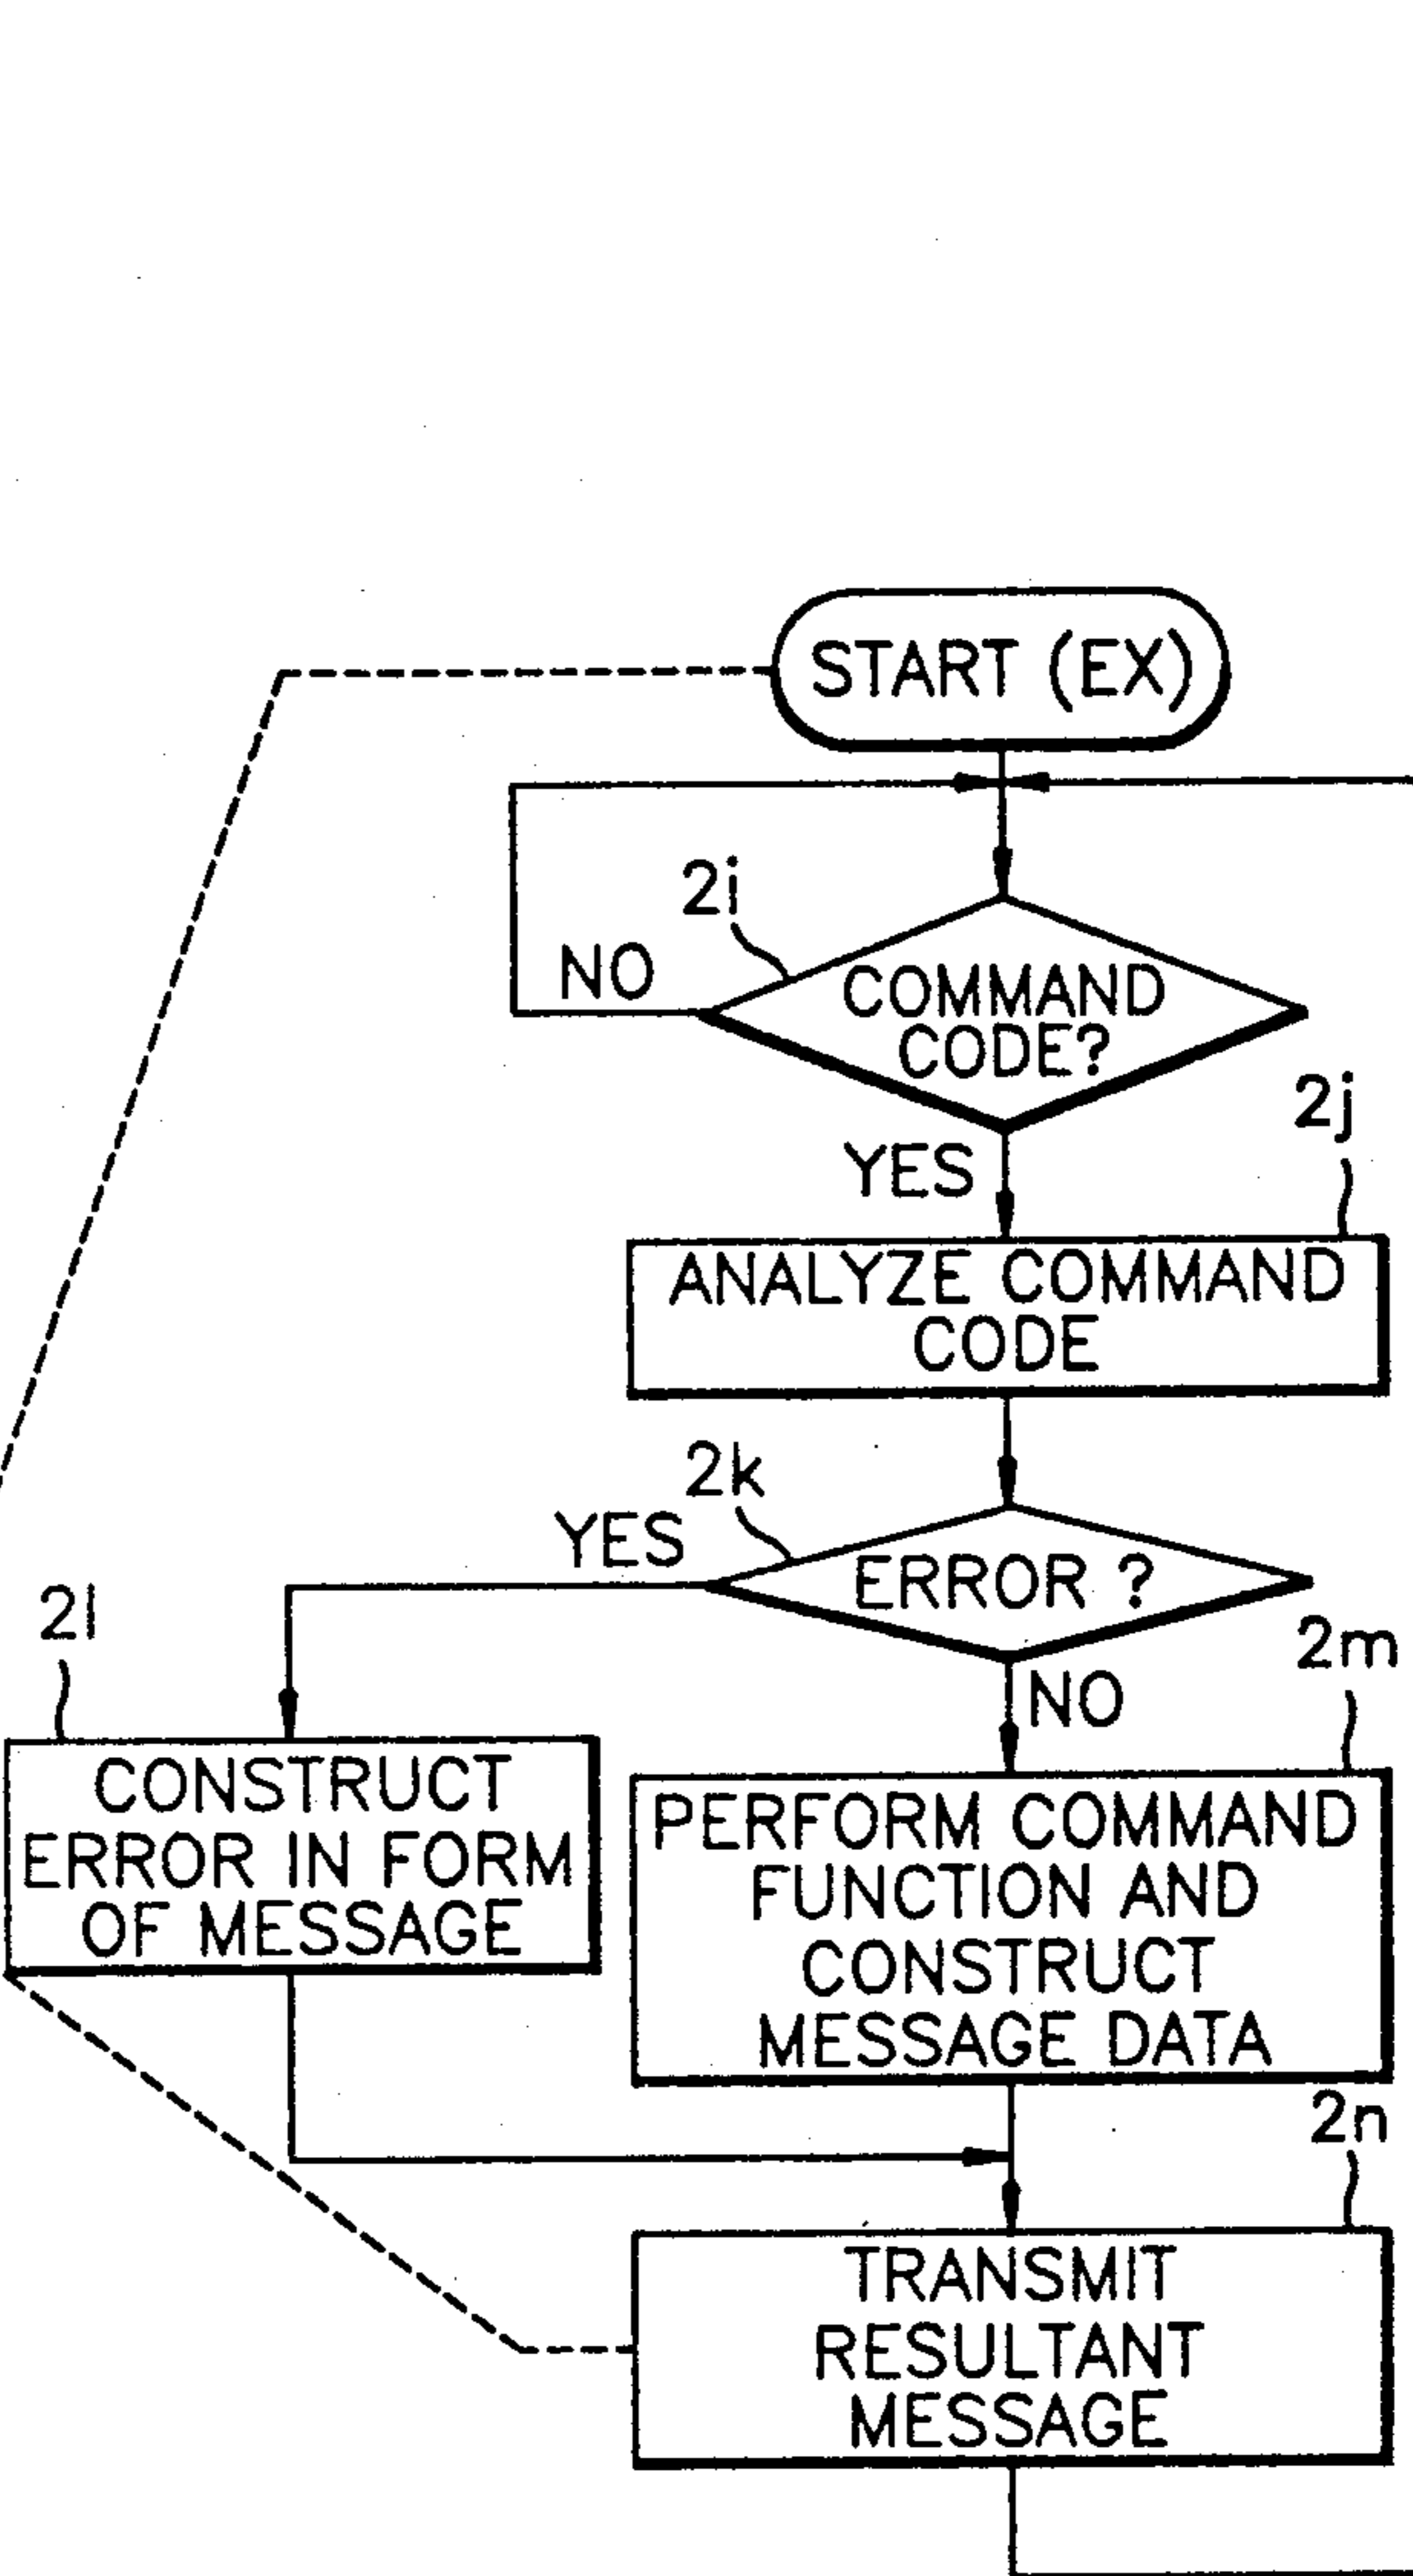 START (EX)
2i
NO
COMMAND
CODE?
YES
2j
ANALYZE COMMAND
CODE
2k
YES
ERROR ?
2l
NO
2m
CONSTRUCT
ERROR IN FORM
OF MESSAGE
PERFORM COMMAND
FUNCTION AND
CONSTRUCT
MESSAGE DATA
2n
TRANSMIT
RESULTANT
MESSAGE